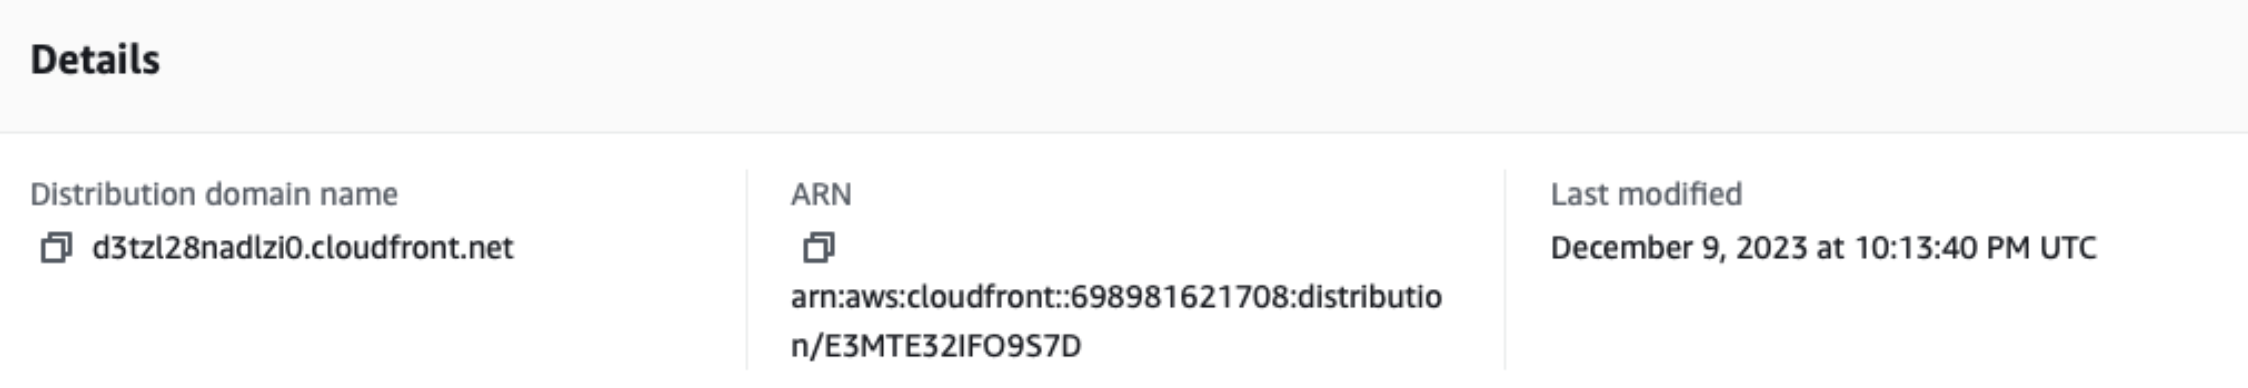 Details
Distribution domain name
d3tzl28nadlzi0.cloudfront.net
ARN
arn:aws:cloudfront::698981621708:distributio
n/E3MTE32IFO9S7D
Last modified
December 9, 2023 at 10:13:40 PM UTC